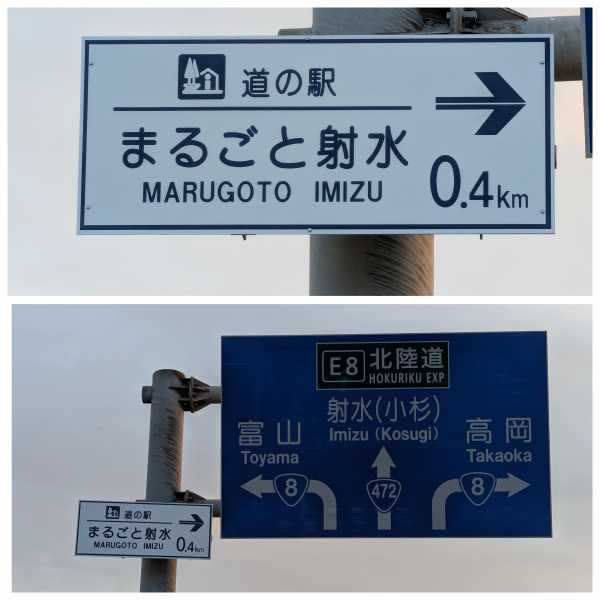 道の駅
まるごと射水
MARUGOTO IMIZU
0.4km
E8 北陸道
HOKURIKU EXP
射水(小杉)
Imizu (Kosugi)
富山
Toyama
高岡
Takaoka
8
472
8
道の駅
まるごと射水
MARUGOTO IMIZU
0.4km